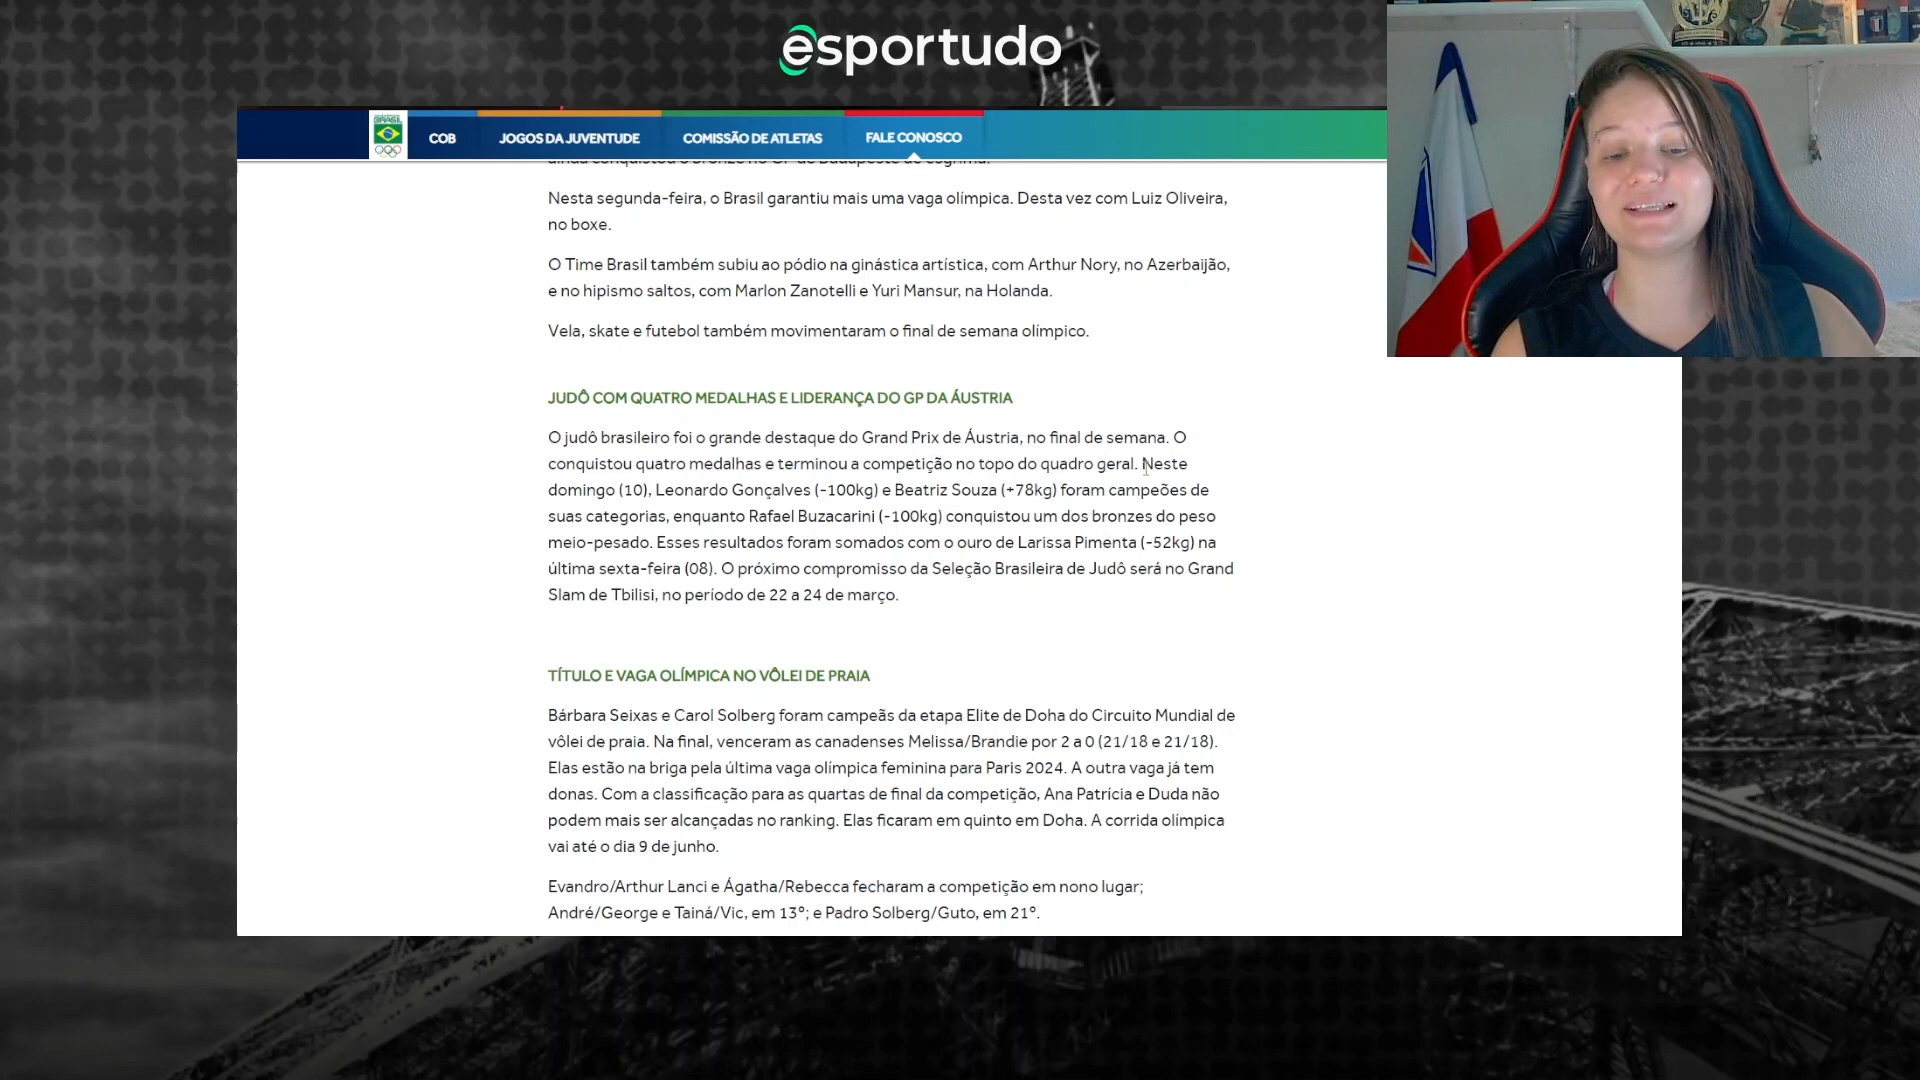 esportudo
BRASIL
COB JOGOS DA JUVENTUDE COMISSÃO DE ATLETAS FALE CONOSCO
ainda conquistou o bronze no GP de Budapeste de esgrima.
Nesta segunda-feira, o Brasil garantiu mais uma vaga olímpica. Desta vez com Luiz Oliveira,
no boxe.
O Time Brasil também subiu ao pódio na ginástica artística, com Arthur Nory, no Azerbaijão,
e no hipismo saltos, com Marlon Zanotelli e Yuri Mansur, na Holanda.
Vela, skate e futebol também movimentaram o final de semana olímpico.
JUDÔ COM QUATRO MEDALHAS E LIDERANÇA DO GP DA ÁUSTRIA
O judô brasileiro foi o grande destaque do Grand Prix de Áustria, no final de semana. O
conquistou quatro medalhas e terminou a competição no topo do quadro geral. Neste
domingo (10), Leonardo Gonçalves (-100kg) e Beatriz Souza (+78kg) foram campeões de
suas categorias, enquanto Rafael Buzacarini (-100kg) conquistou um dos bronzes do peso
meio-pesado. Esses resultados foram somados com o ouro de Larissa Pimenta (-52kg) na
última sexta-feira (08). O próximo compromisso da Seleção Brasileira de Judô será no Grand
Slam de Tbilisi, no período de 22 a 24 de março.
TÍTULO E VAGA OLÍMPICA NO VÔLEI DE PRAIA
Bárbara Seixas e Carol Solberg foram campeãs da etapa Elite de Doha do Circuito Mundial de
vôlei de praia. Na final, venceram as canadenses Melissa/Brandie por 2 a 0 (21/18 e 21/18).
Elas estão na briga pela última vaga olímpica feminina para Paris 2024. A outra vaga já tem
donas. Com a classificação para as quartas de final da competição, Ana Patrícia e Duda não
podem mais ser alcançadas no ranking. Elas ficaram em quinto em Doha. A corrida olímpica
vai até o dia 9 de junho.
Evandro/Arthur Lanci e Ágatha/Rebecca fecharam a competição em nono lugar;
André/George e Tainá/Vic, em 13º; e Padro Solberg/Guto, em 21º.